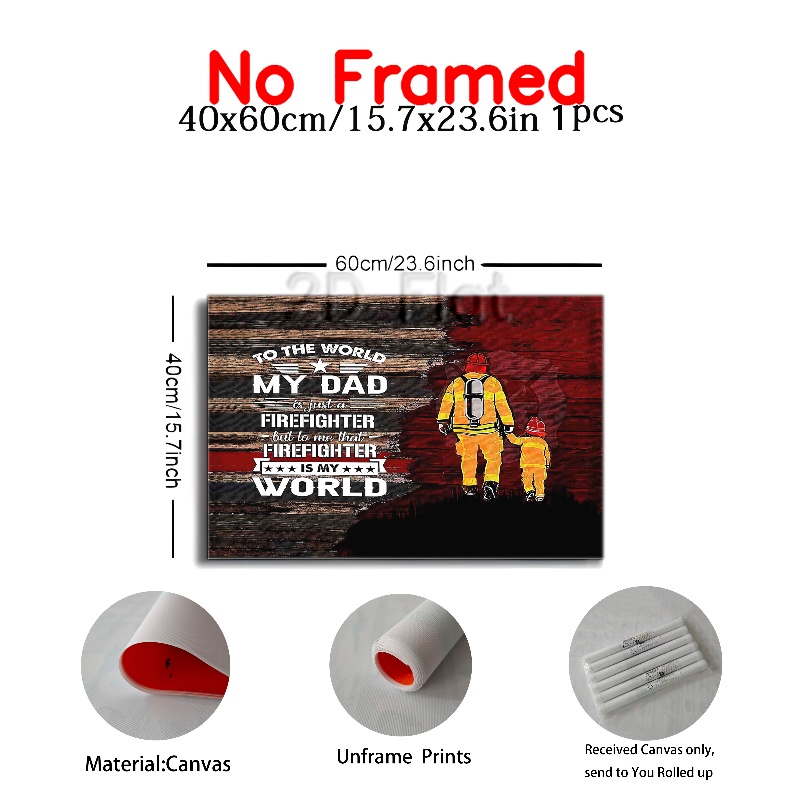 No Framed
40x60cm/15.7x23.6in 1pcs
60cm/23.6inch
2D Flat
40cm/15.7inch
TO THE WORLD
MY DAD
is just a
FIREFIGHTER
but to me that
FIREFIGHTER
IS MY
WORLD
Material:Canvas
Unframe Prints
Received Canvas only,
send to You Rolled up